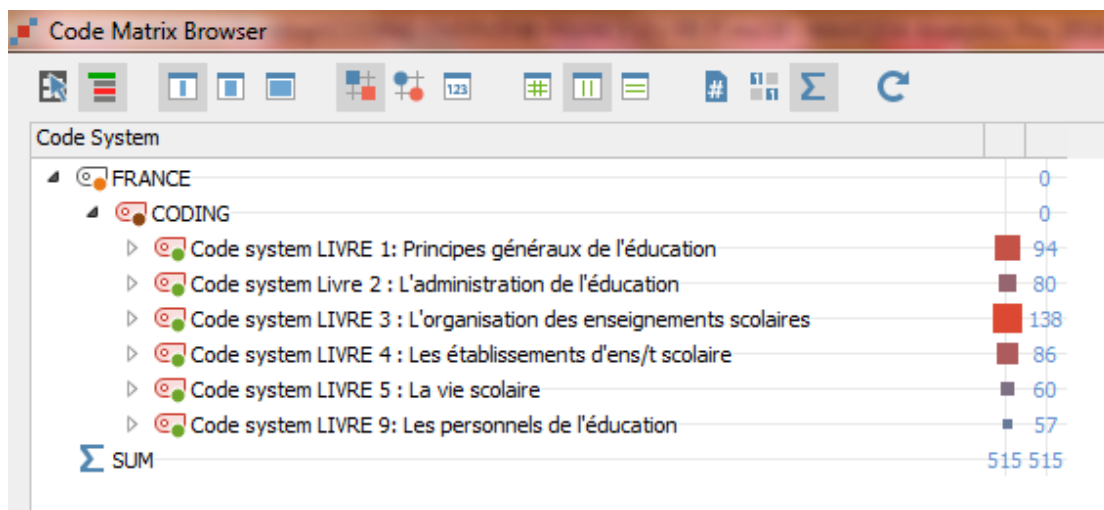 Code Matrix Browser
123
#
1 1
Code System
FRANCE 0
CODING 0
Code system LIVRE 1: Principes généraux de l'éducation 94
Code system Livre 2 : L'administration de l'éducation 80
Code system LIVRE 3 : L'organisation des enseignements scolaires 138
Code system LIVRE 4 : Les établissements d'ens/t scolaire 86
Code system LIVRE 5 : La vie scolaire 60
Code system LIVRE 9: Les personnels de l'éducation 57
Σ SUM 515 515